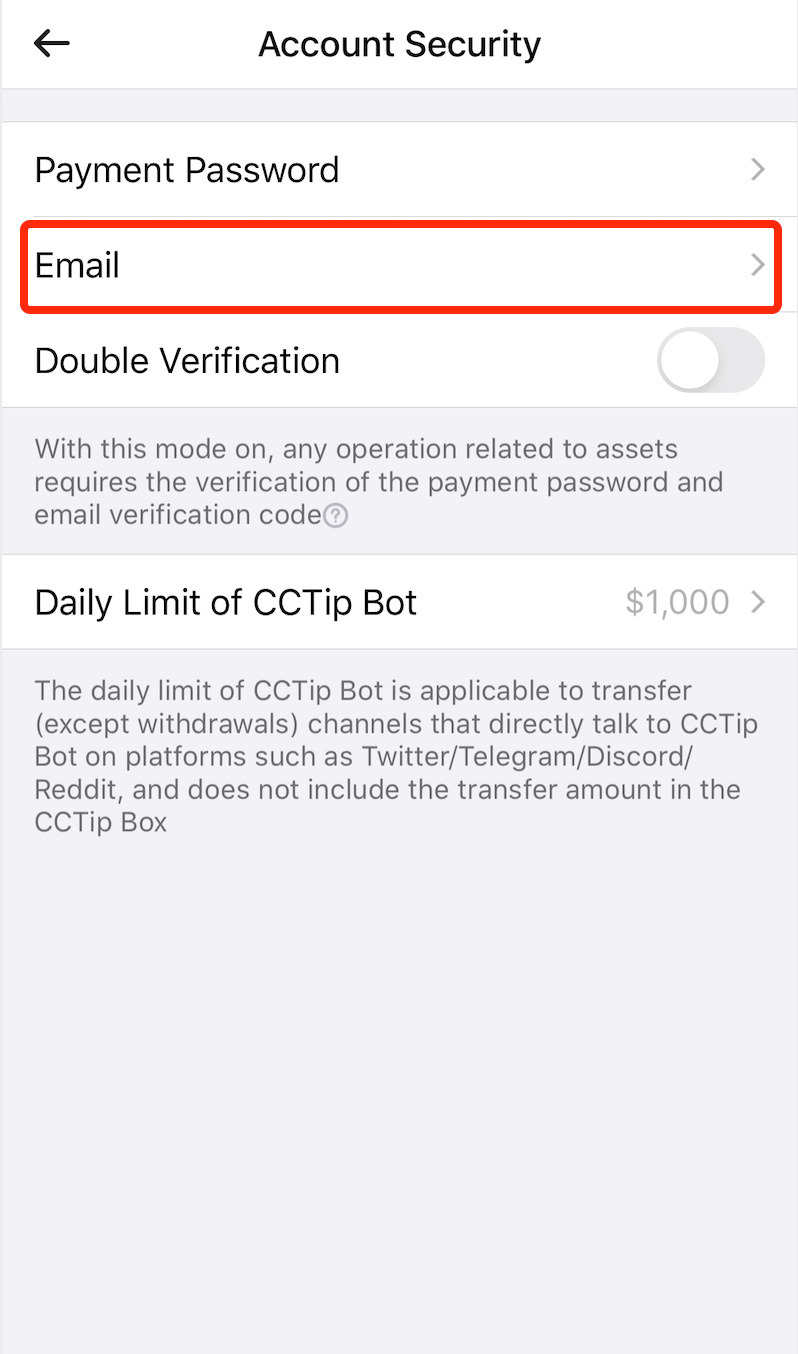 Account Security
Payment Password
Email
Double Verification
With this mode on, any operation related to assets
requires the verification of the payment password and
email verification code?
Daily Limit of CCTip Bot $1,000
The daily limit of CCTip Bot is applicable to transfer
(except withdrawals) channels that directly talk to CCTip
Bot on platforms such as Twitter/Telegram/Discord/
Reddit, and does not include the transfer amount in the
CCTip Box